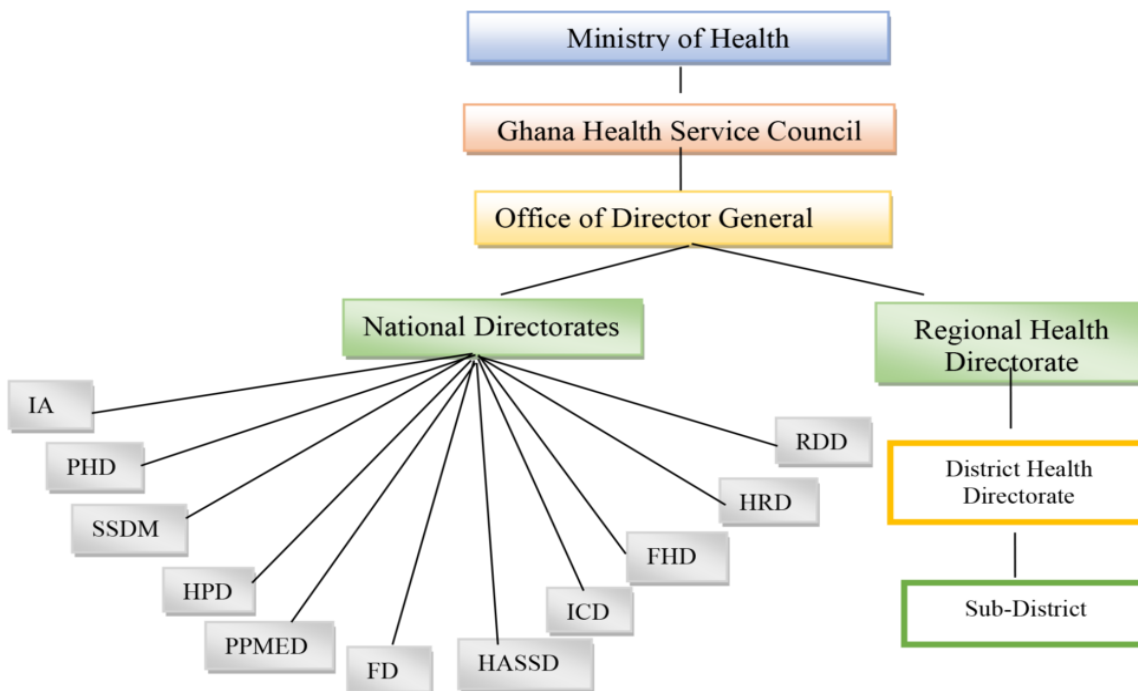 Ministry of Health
Ghana Health Service Council
Office of Director General
National Directorates
Regional Health
Directorate
IA
PHD
SSDM
HPD
PPMED
FD
HASSD
ICD
FHD
HRD
RDD
District Health
Directorate
Sub-District